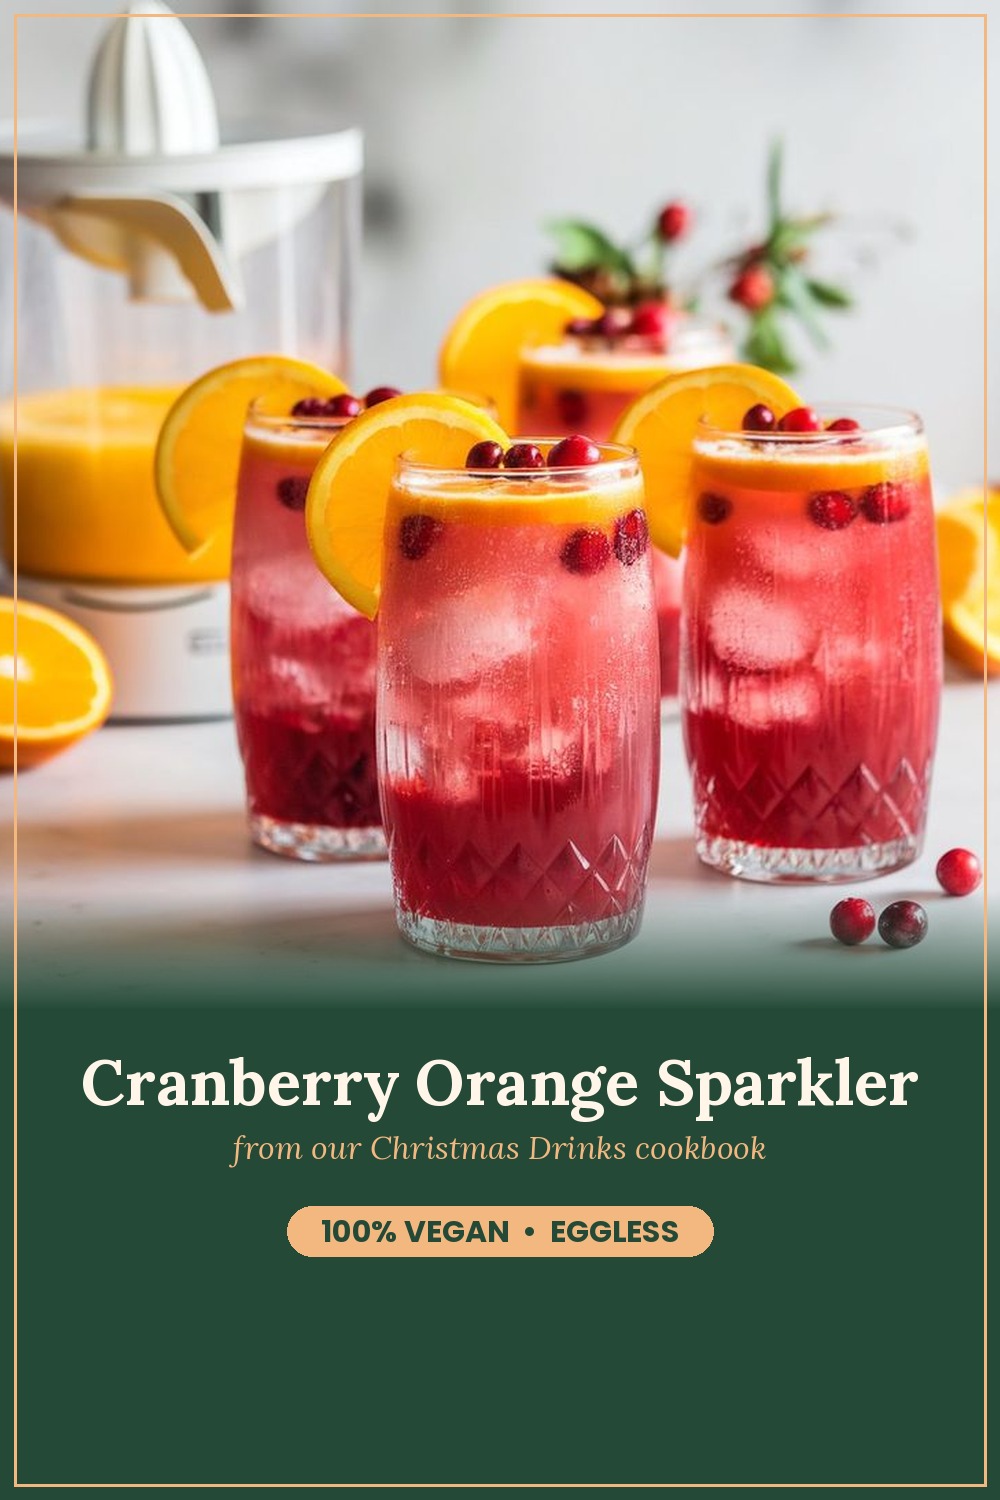 Cranberry Orange Sparkler
from our Christmas Drinks cookbook
100% VEGAN • EGGLESS